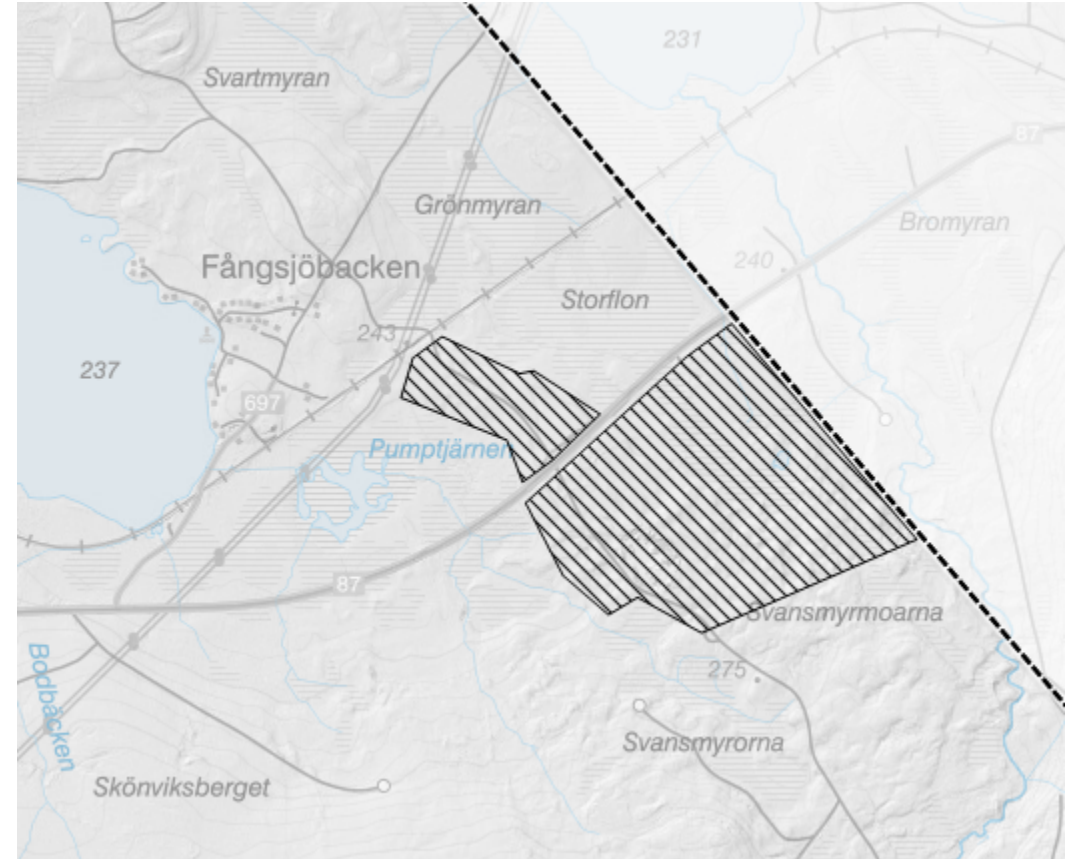 231
Svartmyran
87
Grönmyran
Bromyran
240
Fångsjöbacken
Storflon
243
237
697
Pumptjärnen
87
Svansmyrmoarna
Bodbäcken
275
Svansmyrorna
Skönviksberget